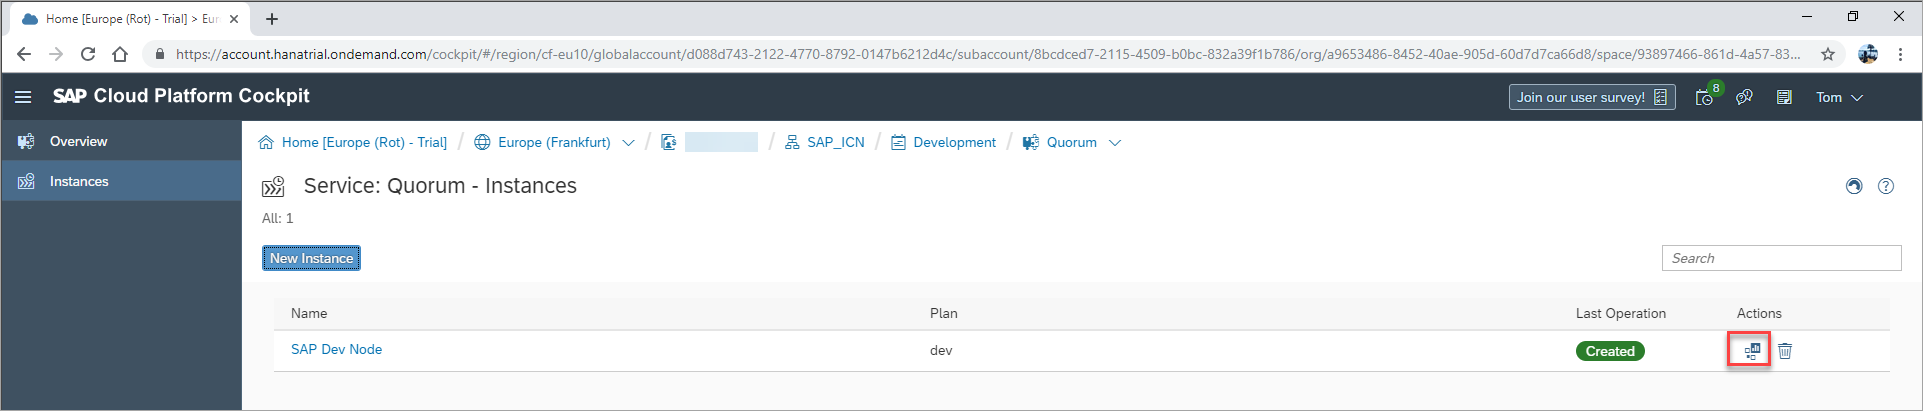 Home [Europe (Rot) - Trial] > Eur
https://account.hanatrial.ondemand.com/cockpit/#/region/cf-eu10/globalaccount/d088d743-2122-4770-8792-0147b6212d4c/subaccount/8bcdced7-2115-4509-b0bc-832a39f1b786/org/a9653486-8452-40ae-905d-60d7d7ca66d8/space/93897466-861d-4a57-83...
SAP Cloud Platform Cockpit
Join our user survey!
8
Tom
Overview
Instances
Home [Europe (Rot) - Trial] / Europe (Frankfurt) / / SAP_ICN / Development / Quorum
Service: Quorum - Instances
All: 1
New Instance
Search
Name Plan Last Operation Actions
SAP Dev Node dev Created